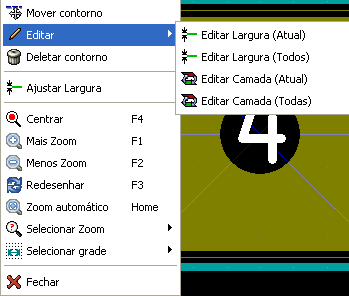 Mover contorno
Editar
Deletar contorno
Ajustar Largura
Centrar F4
Mais Zoom F1
Menos Zoom F2
Redesenhar F3
Zoom automático Home
Selecionar Zoom
Selecionar grade
Fechar
Editar Largura (Atual)
Editar Largura (Todos)
Editar Camada (Atual)
Editar Camada (Todas)
4